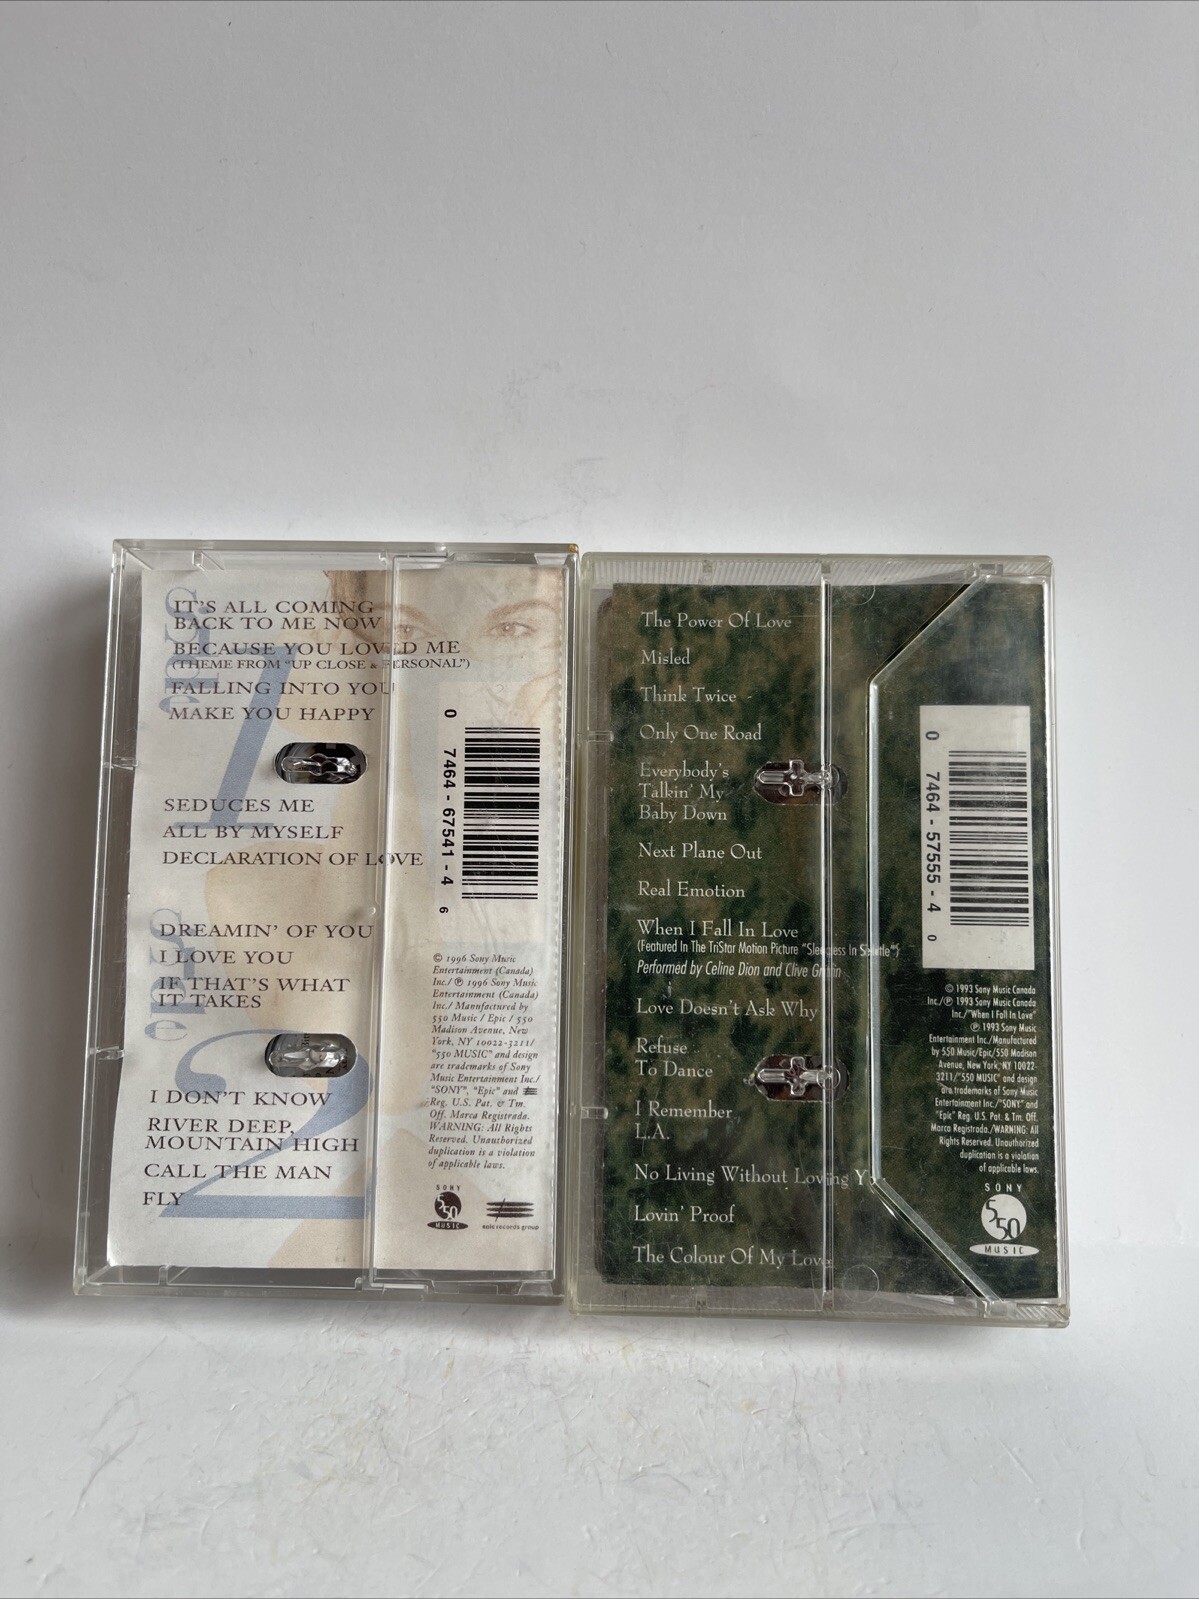 Side
1
IT'S ALL COMING
BACK TO ME NOW
BECAUSE YOU LOVED ME
(THEME FROM "UP CLOSE & PERSONAL")
FALLING INTO YOU
MAKE YOU HAPPY
SEDUCES ME
ALL BY MYSELF
DECLARATION OF LOVE
Side
2
DREAMIN' OF YOU
I LOVE YOU
IF THAT'S WHAT
IT TAKES
I DON'T KNOW
RIVER DEEP,
MOUNTAIN HIGH
CALL THE MAN
FLY
0 7464-67541-4 6
© 1996 Sony Music
Entertainment (Canada)
Inc./ ℗ 1996 Sony Music
Entertainment (Canada)
Inc./ Manufactured by
550 Music / Epic / 550
Madison Avenue, New
York, NY 10022-3211/
"550 MUSIC" and design
are trademarks of Sony
Music Entertainment Inc./
"SONY", "Epic" and
Reg. U.S. Pat. & Tm.
Off. Marca Registrada.
WARNING: All Rights
Reserved. Unauthorized
duplication is a violation
of applicable laws.
SONY
550
MUSIC
epic records group
The Power Of Love
Misled
Think Twice
Only One Road
Everybody's
Talkin' My
Baby Down
Next Plane Out
Real Emotion
When I Fall In Love
(Featured In The TriStar Motion Picture "Sleepless In Seattle")
Performed by Celine Dion and Clive Griffin
Love Doesn't Ask Why
Refuse
To Dance
I Remember
L.A.
No Living Without Loving You
Lovin' Proof
The Colour Of My Love
0 7464-57555-4 0
© 1993 Sony Music Canada
Inc./℗ 1993 Sony Music Canada
Inc./"When I Fall In Love"
℗ 1993 Sony Music
Entertainment Inc./Manufactured
by 550 Music/Epic/550 Madison
Avenue, New York, NY 10022-
3211/"550 MUSIC" and design
are trademarks of Sony Music
Entertainment Inc./"SONY" and
"Epic" Reg. U.S. Pat. & Tm. Off.
Marca Registrada./WARNING: All
Rights Reserved. Unauthorized
duplication is a violation
of applicable laws.
SONY
550
MUSIC